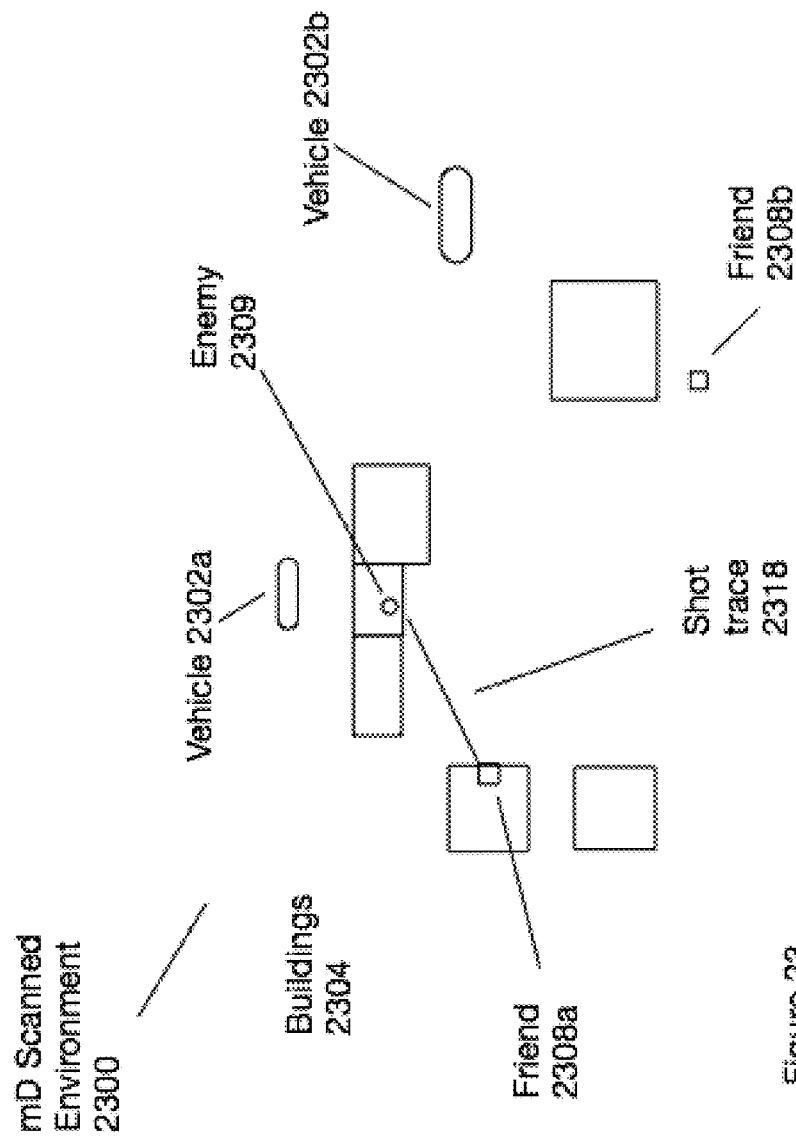 mD Scanned
Environment
2300
Vehicle 2302a
Enemy
2309
Vehicle 2302b
Buildings
2304
Friend
2308a
Shot
trace
2318
Friend
2308b
Figure